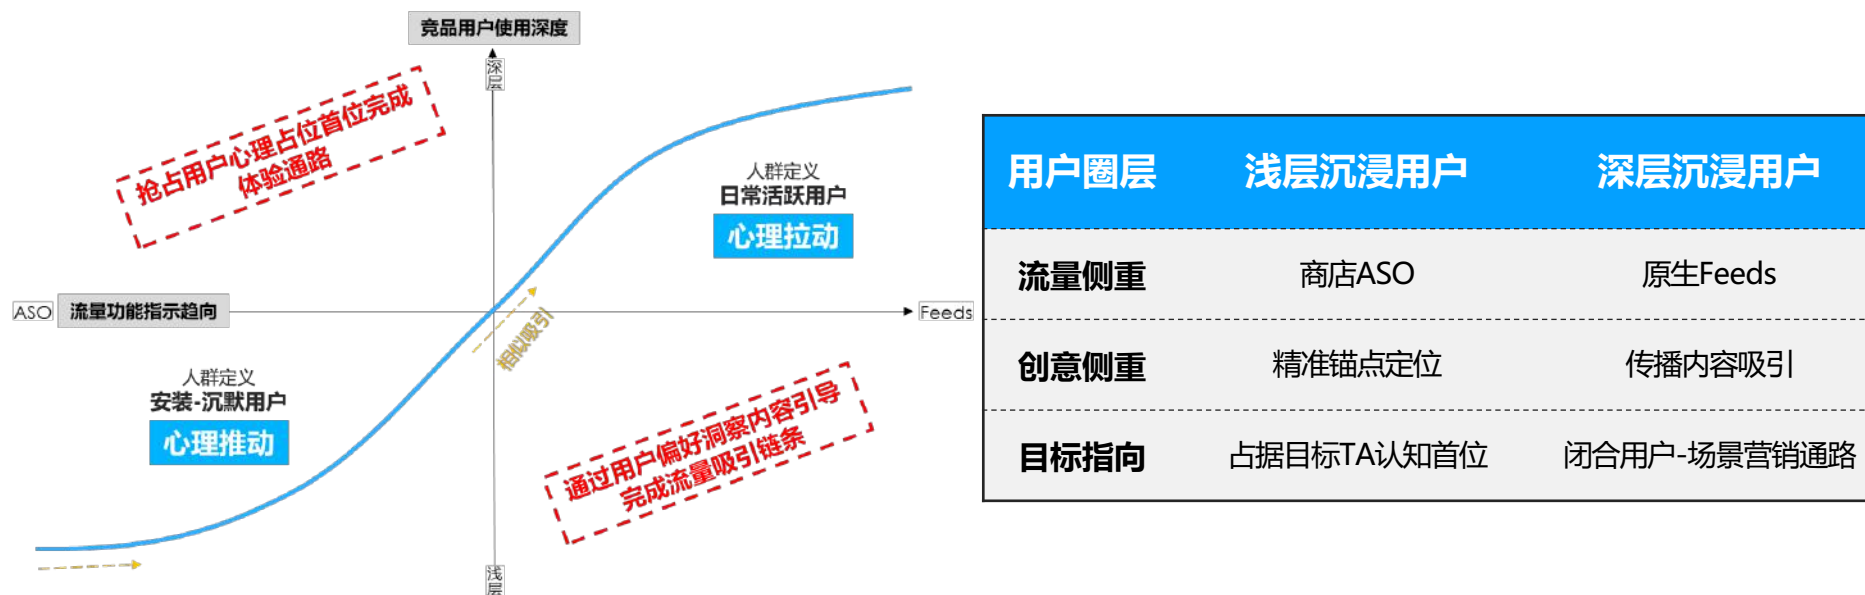 竞品用户使用深度
深层
抢占用户心理占位首位完成
体验通路
人群定义
日常活跃用户
心理拉动
ASO
流量功能指示趋向
Feeds
相似吸引
人群定义
安装-沉默用户
心理推动
通过用户偏好洞察内容引导
完成流量吸引链条
浅层
用户圈层 浅层沉浸用户 深层沉浸用户
流量侧重 商店ASO 原生Feeds
创意侧重 精准锚点定位 传播内容吸引
目标指向 占据目标TA认知首位 闭合用户-场景营销通路